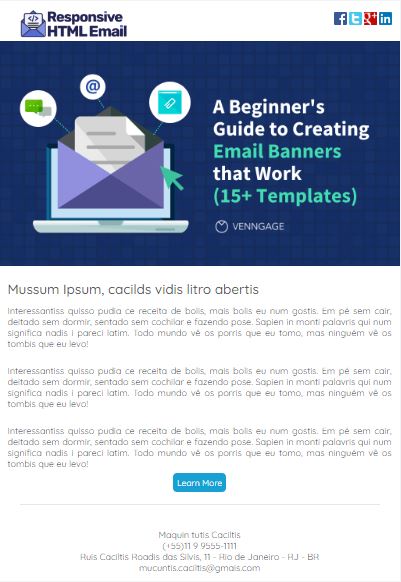 Responsive
HTML Email
A Beginner's
Guide to Creating
Email Banners
that Work
(15+ Templates)
VENNGAGE
Mussum Ipsum, cacilds vidis litro abertis
Interessantiss quisso pudia ce receita de bolis, mais bolis eu num gostis. Em pé sem cair,
deitado sem dormir, sentado sem cochilar e fazendo pose. Sapien in monti palavris qui num
significa nadis i pareci latim. Todo mundo vê os porris que eu tomo, mas ninguém vê os
tombis que eu levo!
Interessantiss quisso pudia ce receita de bolis, mais bolis eu num gostis. Em pé sem cair,
deitado sem dormir, sentado sem cochilar e fazendo pose. Sapien in monti palavris qui num
significa nadis i pareci latim. Todo mundo vê os porris que eu tomo, mas ninguém vê os
tombis que eu levo!
Interessantiss quisso pudia ce receita de bolis, mais bolis eu num gostis. Em pé sem cair,
deitado sem dormir, sentado sem cochilar e fazendo pose. Sapien in monti palavris qui num
significa nadis i pareci latim. Todo mundo vê os porris que eu tomo, mas ninguém vê os
tombis que eu levo!
Learn More
Maquin tutis Caciltis
(+55)11 9 9555-1111
Ruis Caciltis Roadis das Silvis, 11 - Rio de Janeiro - RJ - BR
mucuntis.caciltis@gmais.com